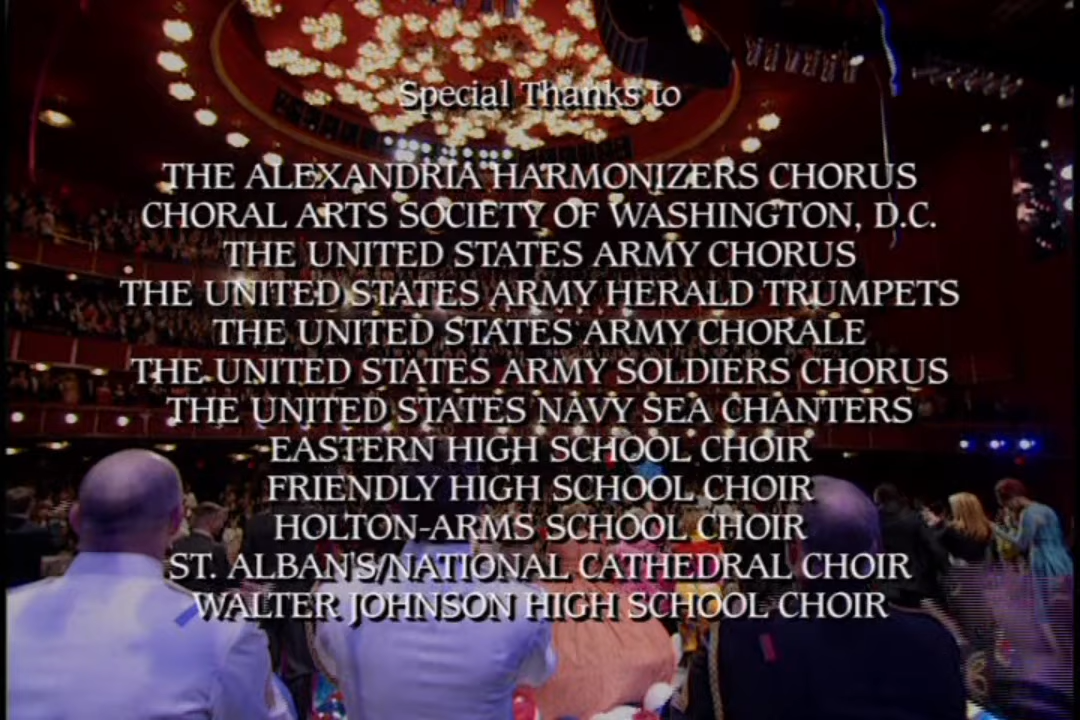 Special Thanks to
THE ALEXANDRIA HARMONIZERS CHORUS
CHORAL ARTS SOCIETY OF WASHINGTON, D.C.
THE UNITED STATES ARMY CHORUS
THE UNITED STATES ARMY HERALD TRUMPETS
THE UNITED STATES ARMY CHORALE
THE UNITED STATES ARMY SOLDIERS CHORUS
THE UNITED STATES NAVY SEA CHANTERS
EASTERN HIGH SCHOOL CHOIR
FRIENDLY HIGH SCHOOL CHOIR
HOLTON-ARMS SCHOOL CHOIR
ST. ALBAN'S/NATIONAL CATHEDRAL CHOIR
WALTER JOHNSON HIGH SCHOOL CHOIR